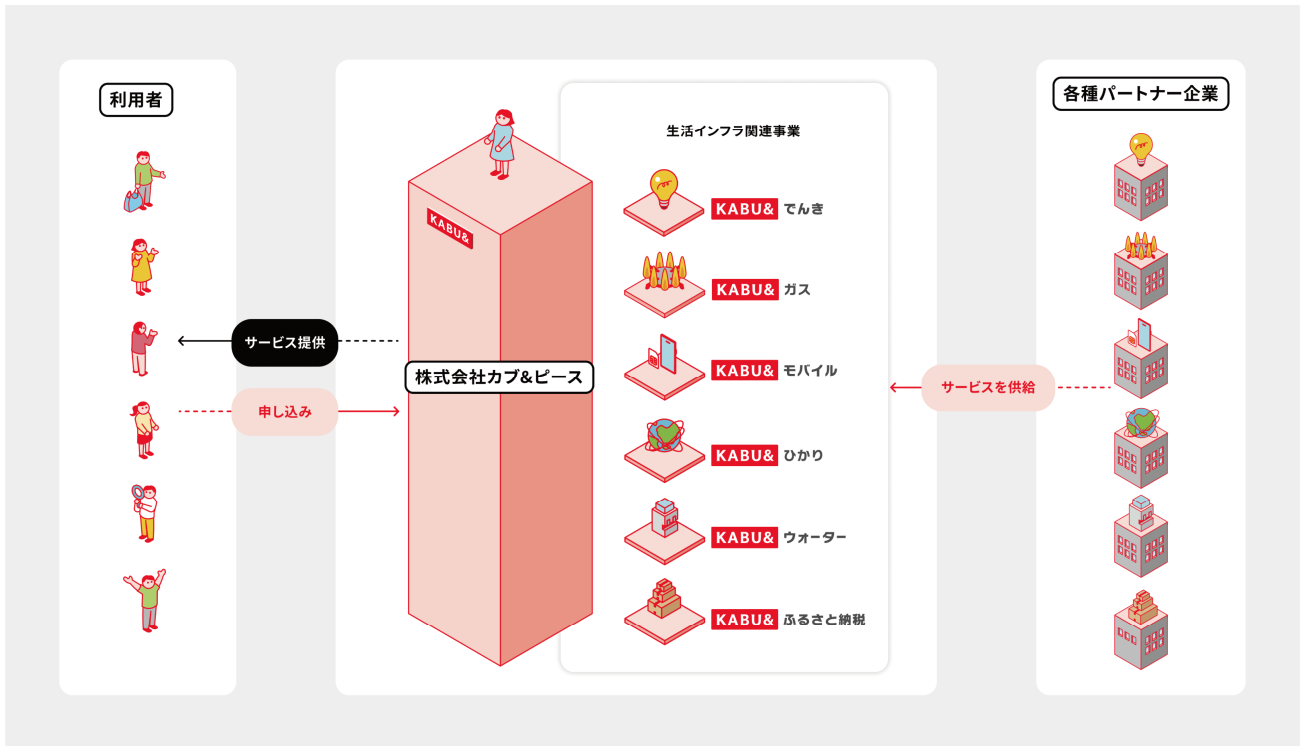 利用者
サービス提供
申し込み
KABU&
株式会社カブ&ピース
生活インフラ関連事業
KABU& でんき
KABU& ガス
KABU& モバイル
KABU& ひかり
KABU& ウォーター
KABU& ふるさと納税
サービスを供給
各種パートナー企業